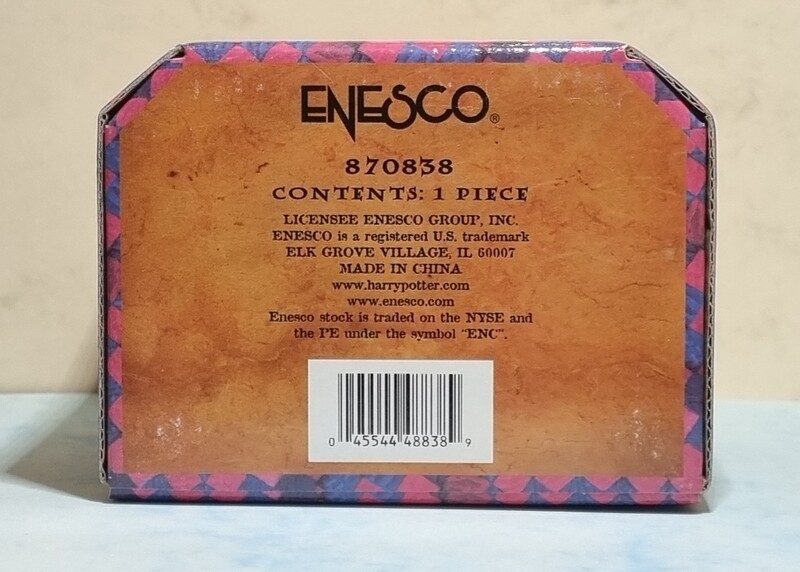 ENESCO®
870838
CONTENTS: 1 PIECE
LICENSEE ENESCO GROUP, INC.
ENESCO is a registered U.S. trademark
ELK GROVE VILLAGE, IL 60007
MADE IN CHINA
www.harrypotter.com
www.enesco.com
Enesco stock is traded on the NYSE and
the PE under the symbol "ENC".
0 45544 48838 9